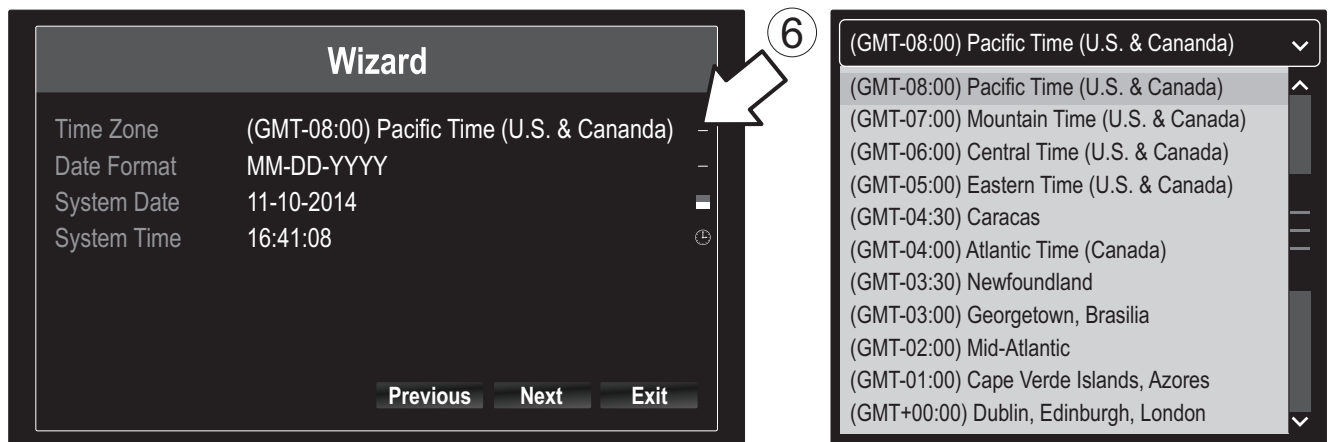 Wizard
Time Zone (GMT-08:00) Pacific Time (U.S. & Cananda)
Date Format MM-DD-YYYY
System Date 11-10-2014
System Time 16:41:08
Previous Next Exit
6
(GMT-08:00) Pacific Time (U.S. & Cananda)
(GMT-08:00) Pacific Time (U.S. & Canada)
(GMT-07:00) Mountain Time (U.S. & Canada)
(GMT-06:00) Central Time (U.S. & Canada)
(GMT-05:00) Eastern Time (U.S. & Canada)
(GMT-04:30) Caracas
(GMT-04:00) Atlantic Time (Canada)
(GMT-03:30) Newfoundland
(GMT-03:00) Georgetown, Brasilia
(GMT-02:00) Mid-Atlantic
(GMT-01:00) Cape Verde Islands, Azores
(GMT+00:00) Dublin, Edinburgh, London